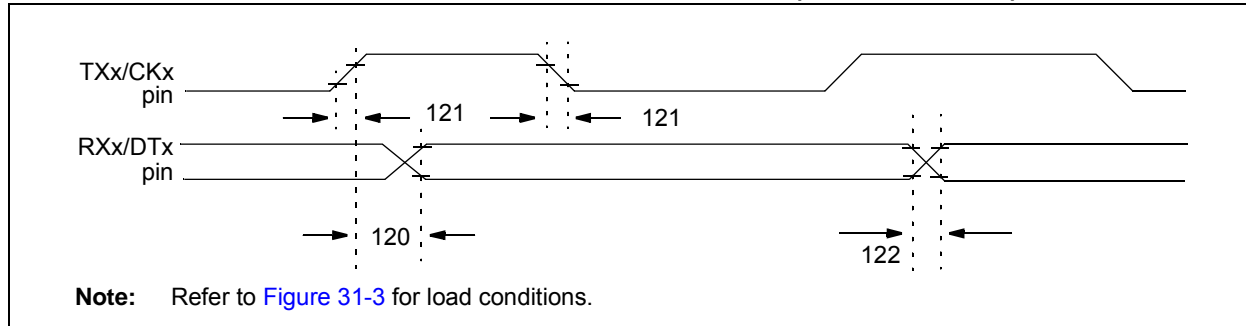 TXx/CKx
pin
121
121
RXx/DTx
pin
120
122
Note: Refer to Figure 31-3 for load conditions.